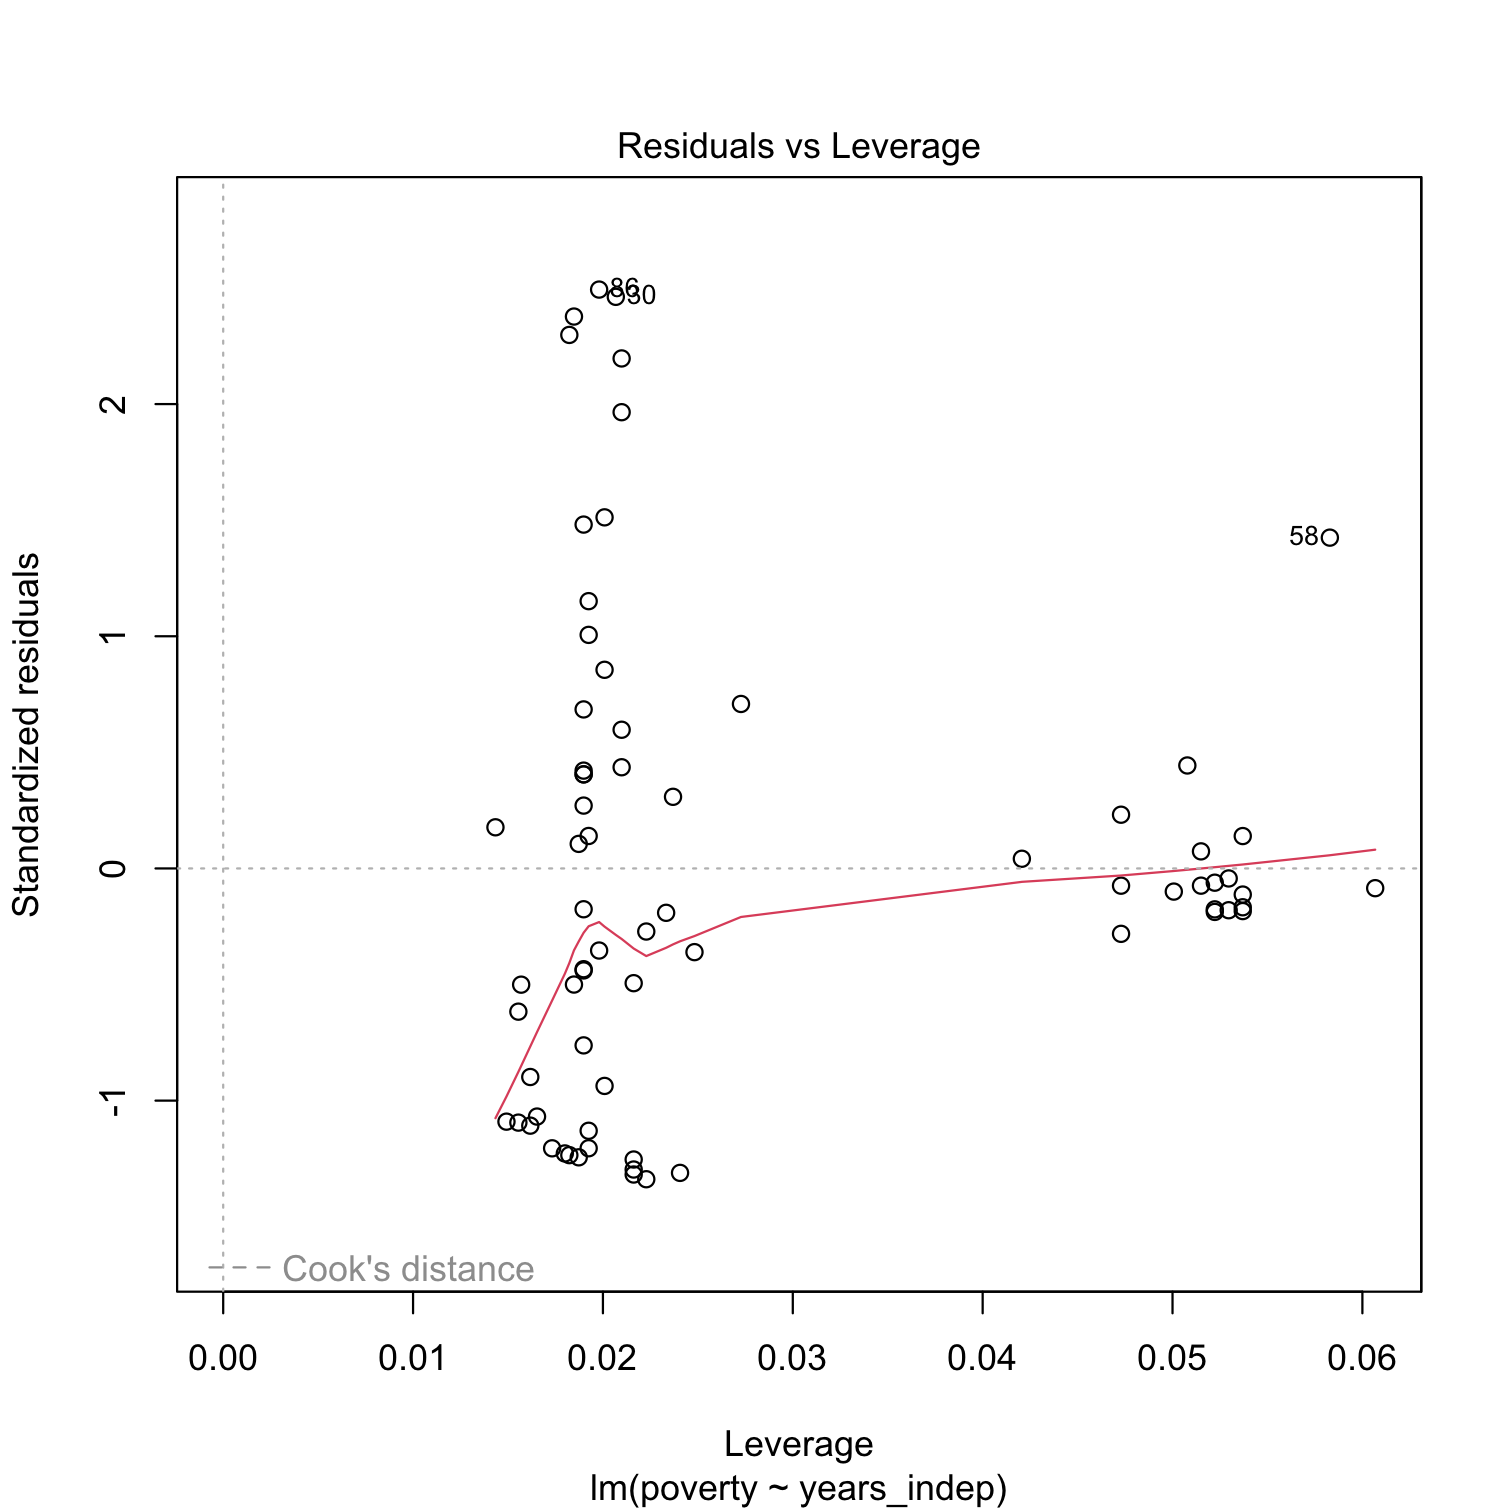 Residuals vs Leverage
Standardized residuals
2
1
0
-1
86
30
58
Cook's distance
0.00 0.01 0.02 0.03 0.04 0.05 0.06
Leverage
lm(poverty ~ years_indep)